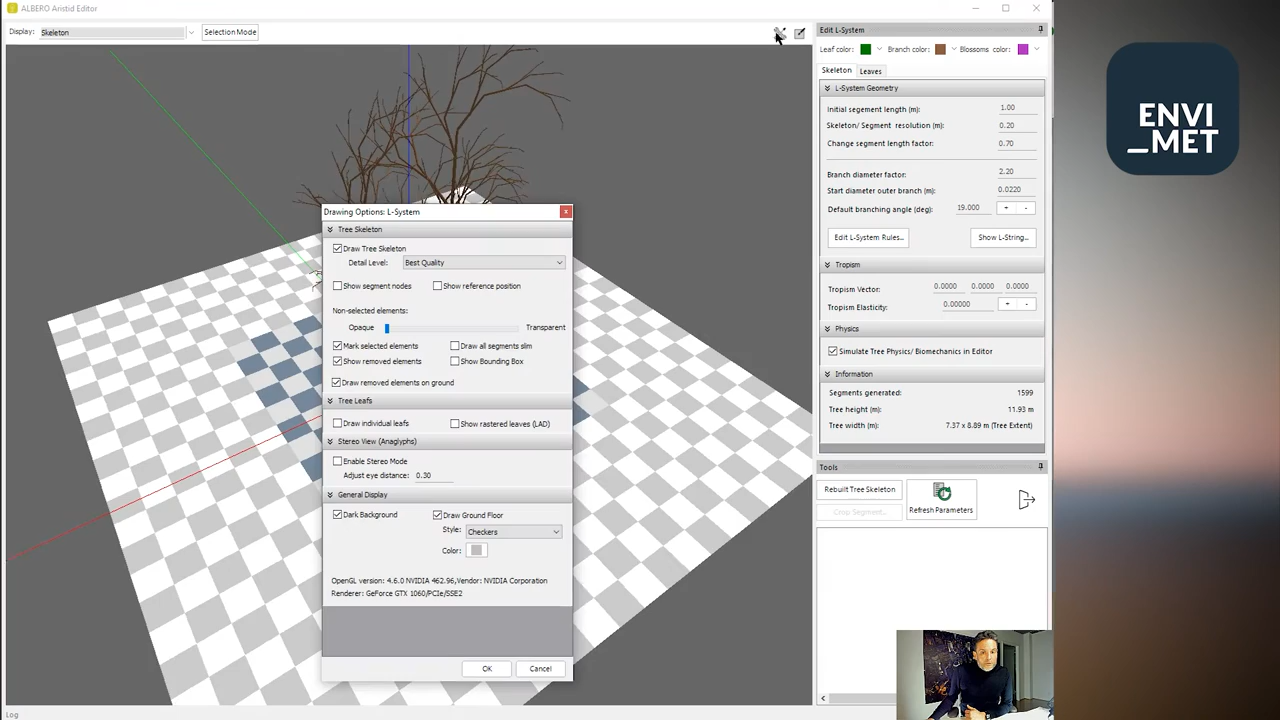 ALBERO Aristid Editor
Display: Skeleton
Selection Mode
Edit L-System
Leaf color: Branch color: Blossoms color:
Skeleton Leaves
L-System Geometry
Initial segement length (m): 1.00
Skeleton/ Segment resolution (m): 0.20
Change segment length factor: 0.70
Branch diameter factor: 2.20
Start diameter outer branch (m): 0.0220
Default branching angle (deg): 19.000 + -
Edit L-System Rules... Show L-String...
Tropism
Tropism Vector: 0.0000 0.0000 0.0000
Tropism Elasticity: 0.00000 + -
Physics
Simulate Tree Physics/ Biomechanics in Editor
Information
Segments generated: 1599
Tree height (m): 11.93 m
Tree width (m): 7.37 x 8.89 m (Tree Extent)
Tools
Rebuilt Tree Skeleton
Crop Segment...
Refresh Parameters
Drawing Options: L-System
Tree Skeleton
Draw Tree Skeleton
Detail Level: Best Quality
Show segment nodes Show reference position
Non-selected elements:
Opaque Transparent
Mark selected elements Draw all segments slim
Show removed elements Show Bounding Box
Draw removed elements on ground
Tree Leafs
Draw individual leafs Show rastered leaves (LAD)
Stereo View (Anaglyphs)
Enable Stereo Mode
Adjust eye distance: 0.30
General Display
Dark Background Draw Ground Floor
Style: Checkers
Color:
OpenGL version: 4.6.0 NVIDIA 462.96,Vendor: NVIDIA Corporation
Renderer: GeForce GTX 1060/PCIe/SSE2
OK Cancel
Log
ENVI
_MET